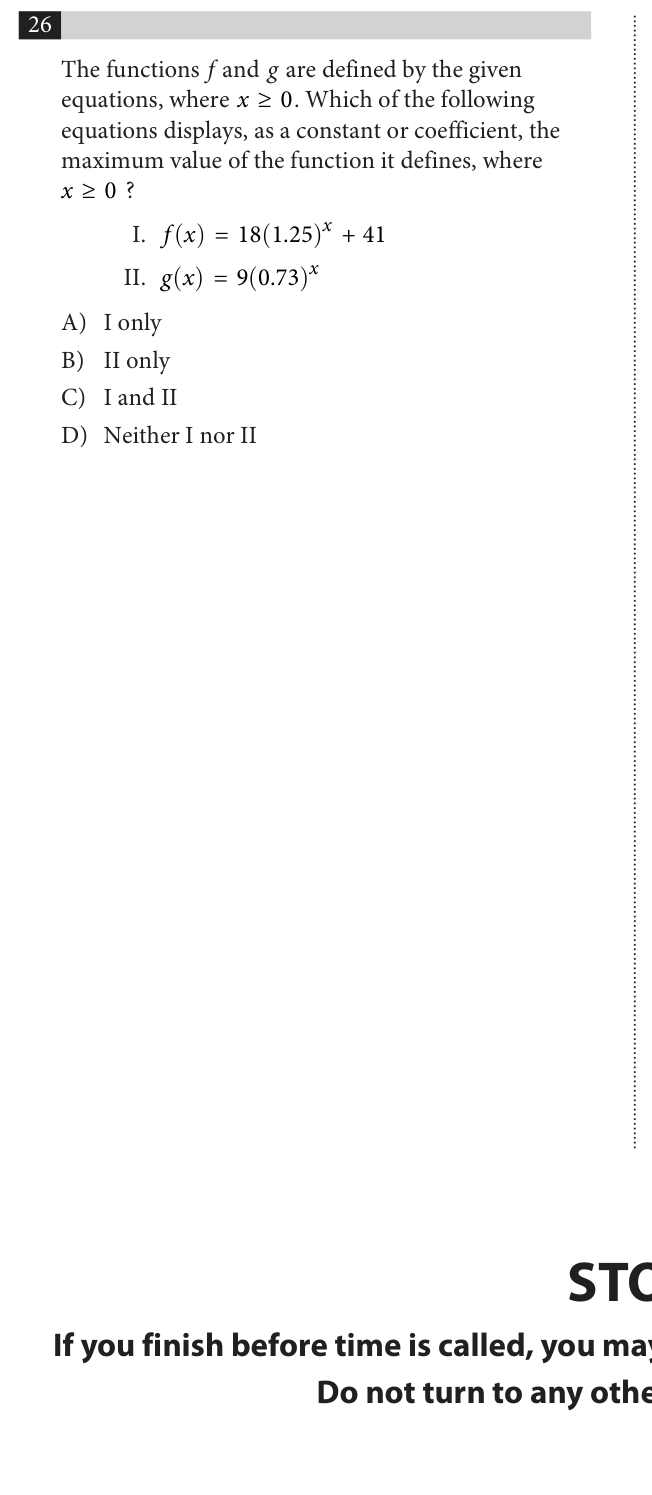 26
The functions f and g are defined by the given
equations, where x ≥ 0. Which of the following
equations displays, as a constant or coefficient, the
maximum value of the function it defines, where
x ≥ 0 ?
I. f(x) = 18(1.25)^x + 41
II. g(x) = 9(0.73)^x
A) I only
B) II only
C) I and II
D) Neither I nor II
STO
If you finish before time is called, you may
Do not turn to any othe